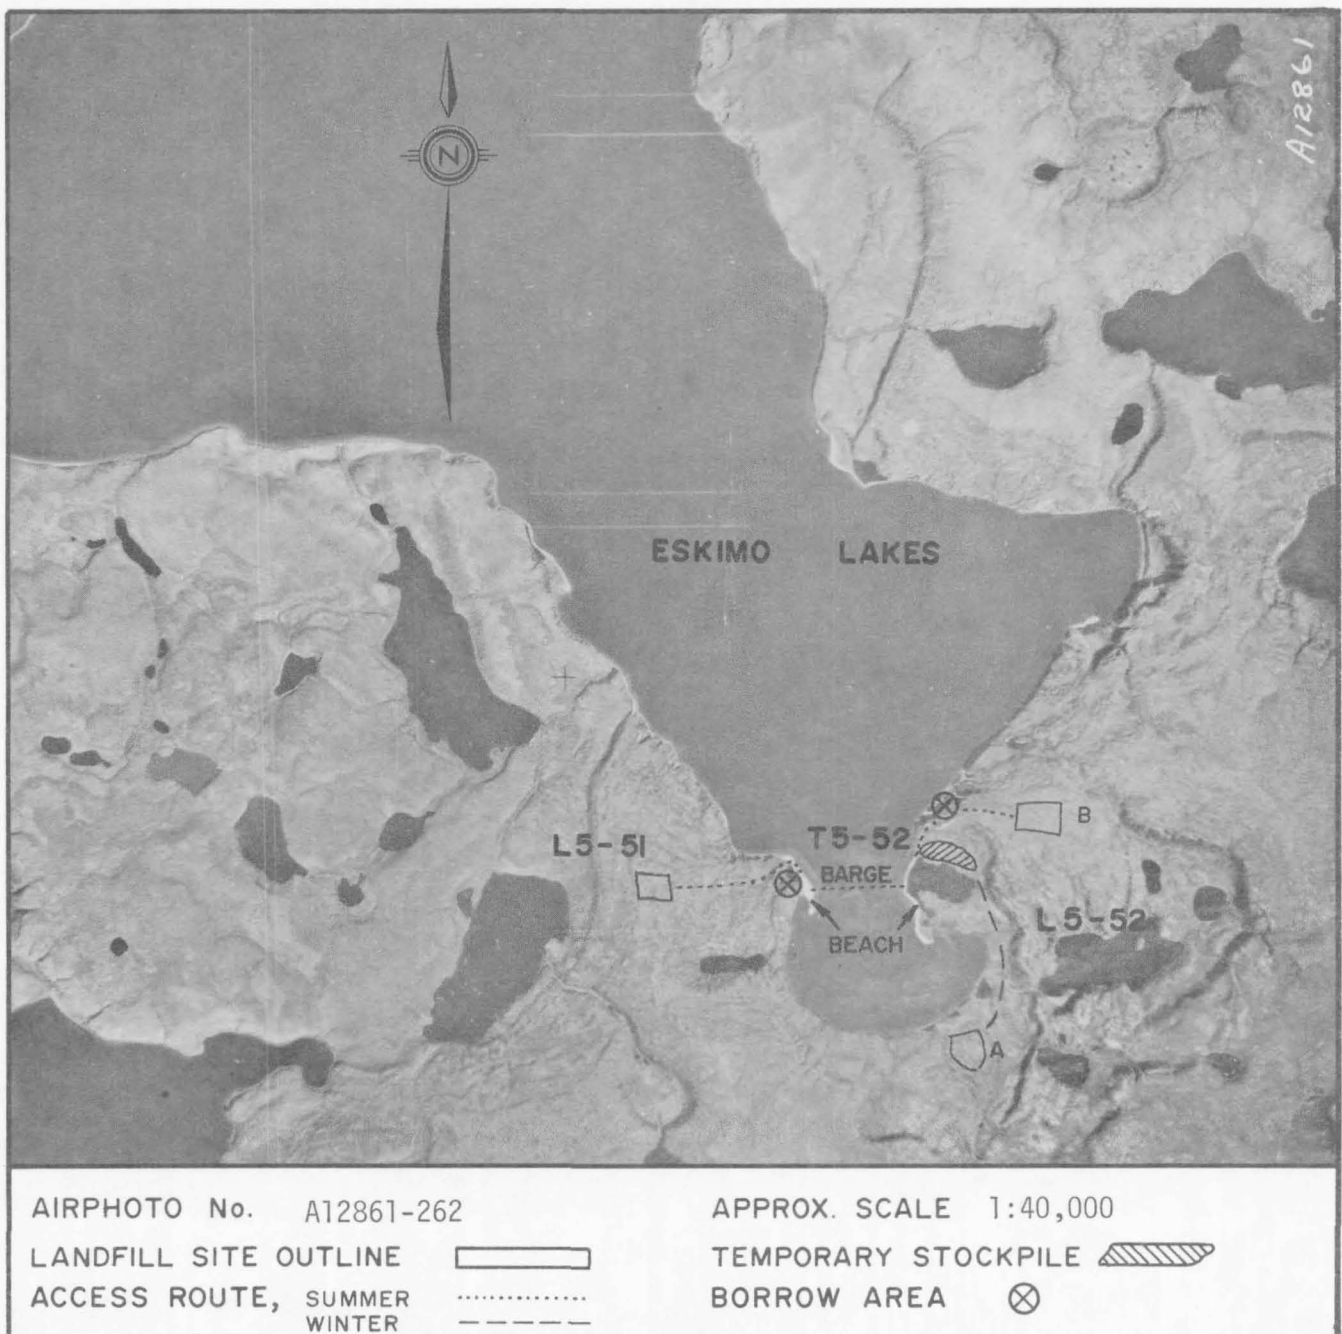 A12861
N
ESKIMO LAKES
B
T5-52
L5-51
BARGE
L5-52
BEACH
A
AIRPHOTO No. A12861-262
APPROX. SCALE 1:40,000
LANDFILL SITE OUTLINE
TEMPORARY STOCKPILE
ACCESS ROUTE, SUMMER
WINTER
BORROW AREA